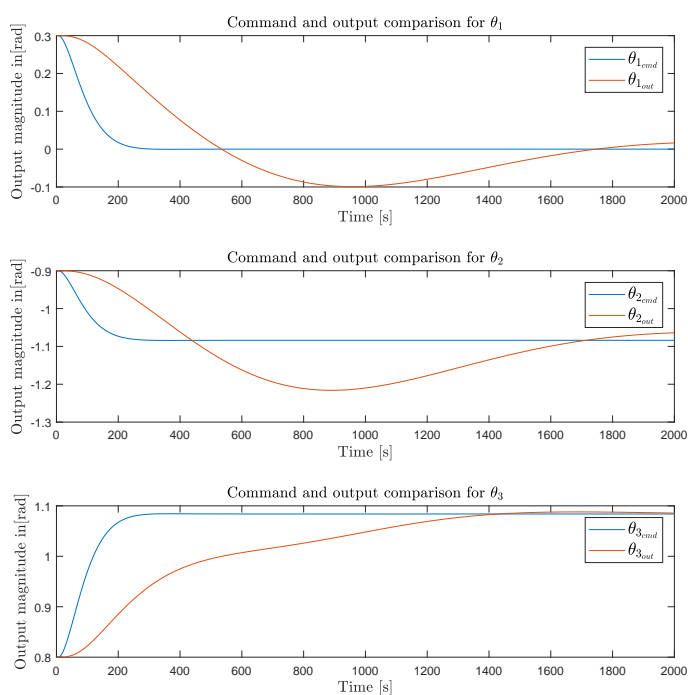 Command and output comparison for θ1
Output magnitude in[rad]
0.3
0.2
0.1
0
-0.1
θ1cmd
θ1out
0 200 400 600 800 1000 1200 1400 1600 1800 2000
Time [s]
Command and output comparison for θ2
Output magnitude in[rad]
-0.9
-1
-1.1
-1.2
-1.3
θ2cmd
θ2out
0 200 400 600 800 1000 1200 1400 1600 1800 2000
Time [s]
Command and output comparison for θ3
Output magnitude in[rad]
1.1
1
0.9
0.8
θ3cmd
θ3out
0 200 400 600 800 1000 1200 1400 1600 1800 2000
Time [s]